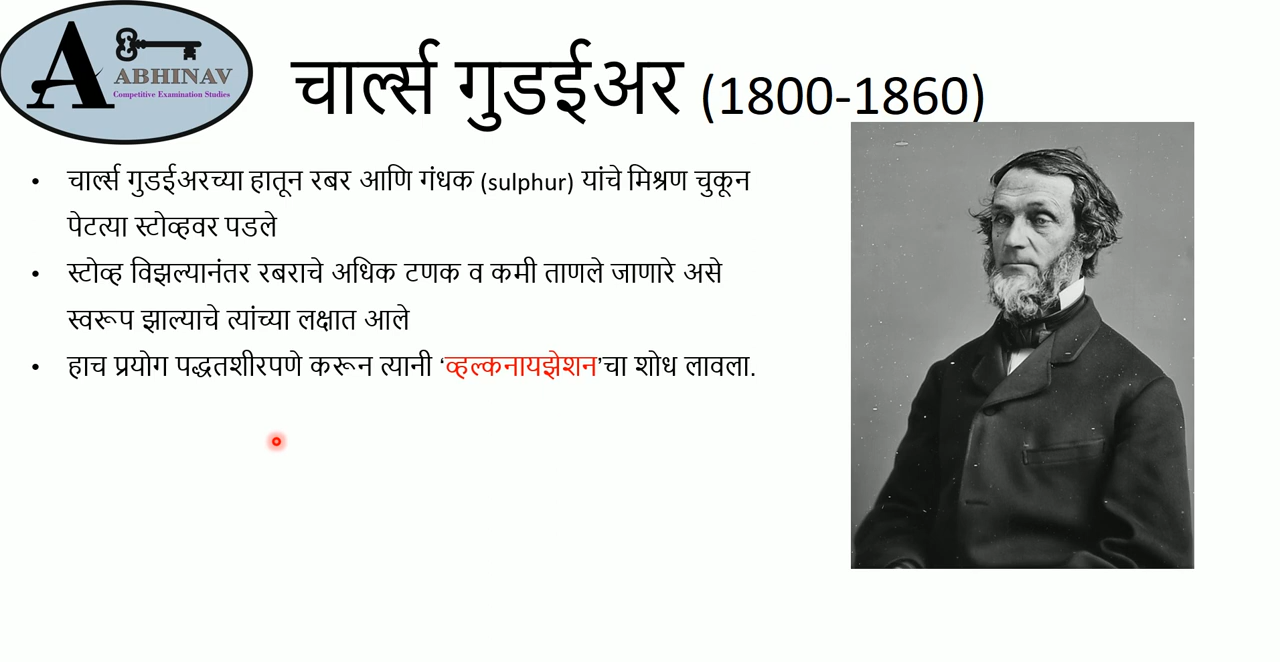 ABHINAV
Competitive Examination Studies
चार्ल्स गुडईअर (1800-1860)
• चार्ल्स गुडईअरच्या हातून रबर आणि गंधक (sulphur) यांचे मिश्रण चुकून
पेटत्या स्टोव्हवर पडले
• स्टोव्ह विझल्यानंतर रबराचे अधिक टणक व कमी ताणले जाणारे असे
स्वरूप झाल्याचे त्यांच्या लक्षात आले
• हाच प्रयोग पद्धतशीरपणे करून त्यानी ‘व्हल्कनायझेशन’चा शोध लावला.